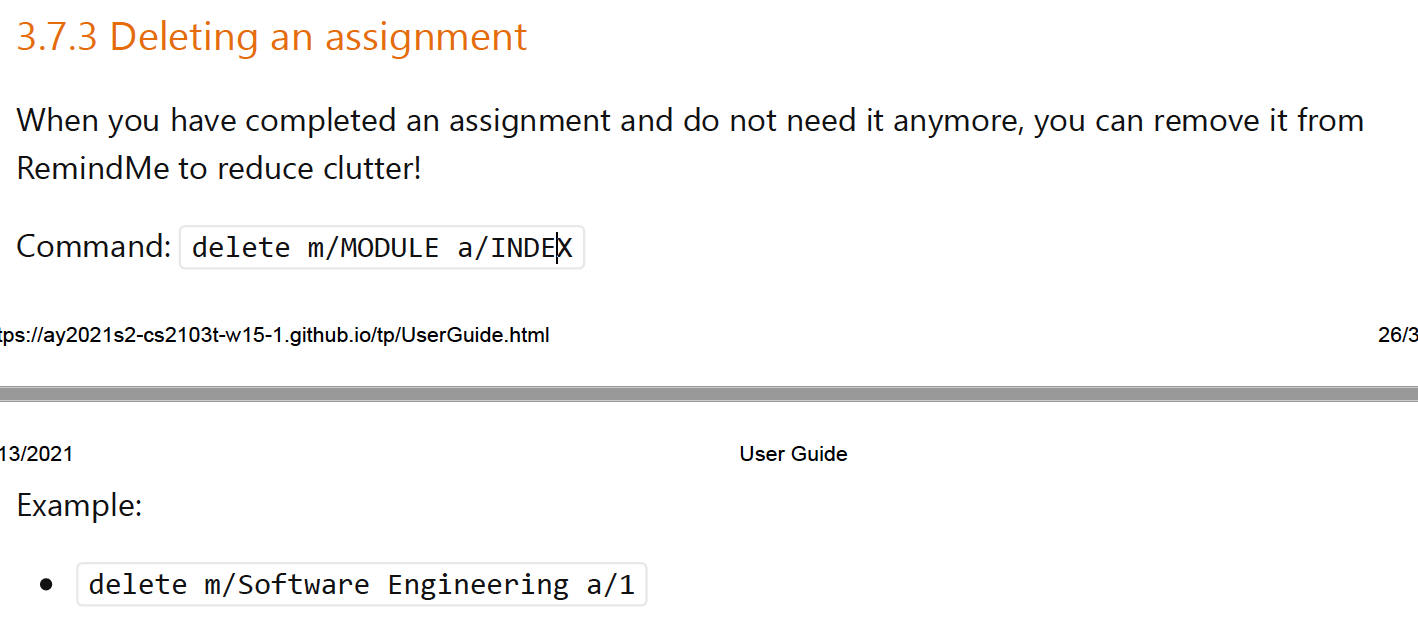 3.7.3 Deleting an assignment
When you have completed an assignment and do not need it anymore, you can remove it from
RemindMe to reduce clutter!
Command: delete m/MODULE a/INDEX
tps://ay2021s2-cs2103t-w15-1.github.io/tp/UserGuide.html 26/3
13/2021 User Guide
Example:
• delete m/Software Engineering a/1